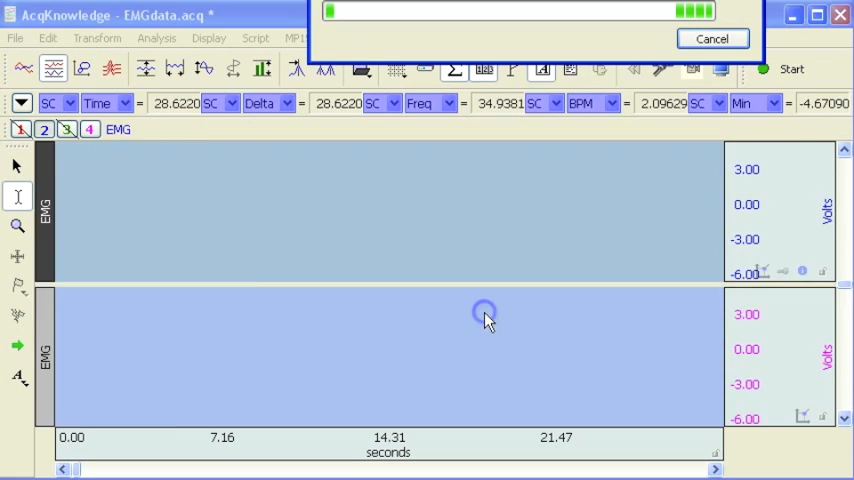 AcqKnowledge - EMGdata.acq *
File Edit Transform Analysis Display Script MP15
Cancel
Start
SC Time = 28.6220 SC Delta = 28.6220 SC Freq = 34.9381 SC BPM = 2.09629 SC Min = -4.67090
1 2 3 4 EMG
EMG
3.00
0.00
-3.00
-6.00
Volts
EMG
3.00
0.00
-3.00
-6.00
Volts
0.00 7.16 14.31 21.47
seconds